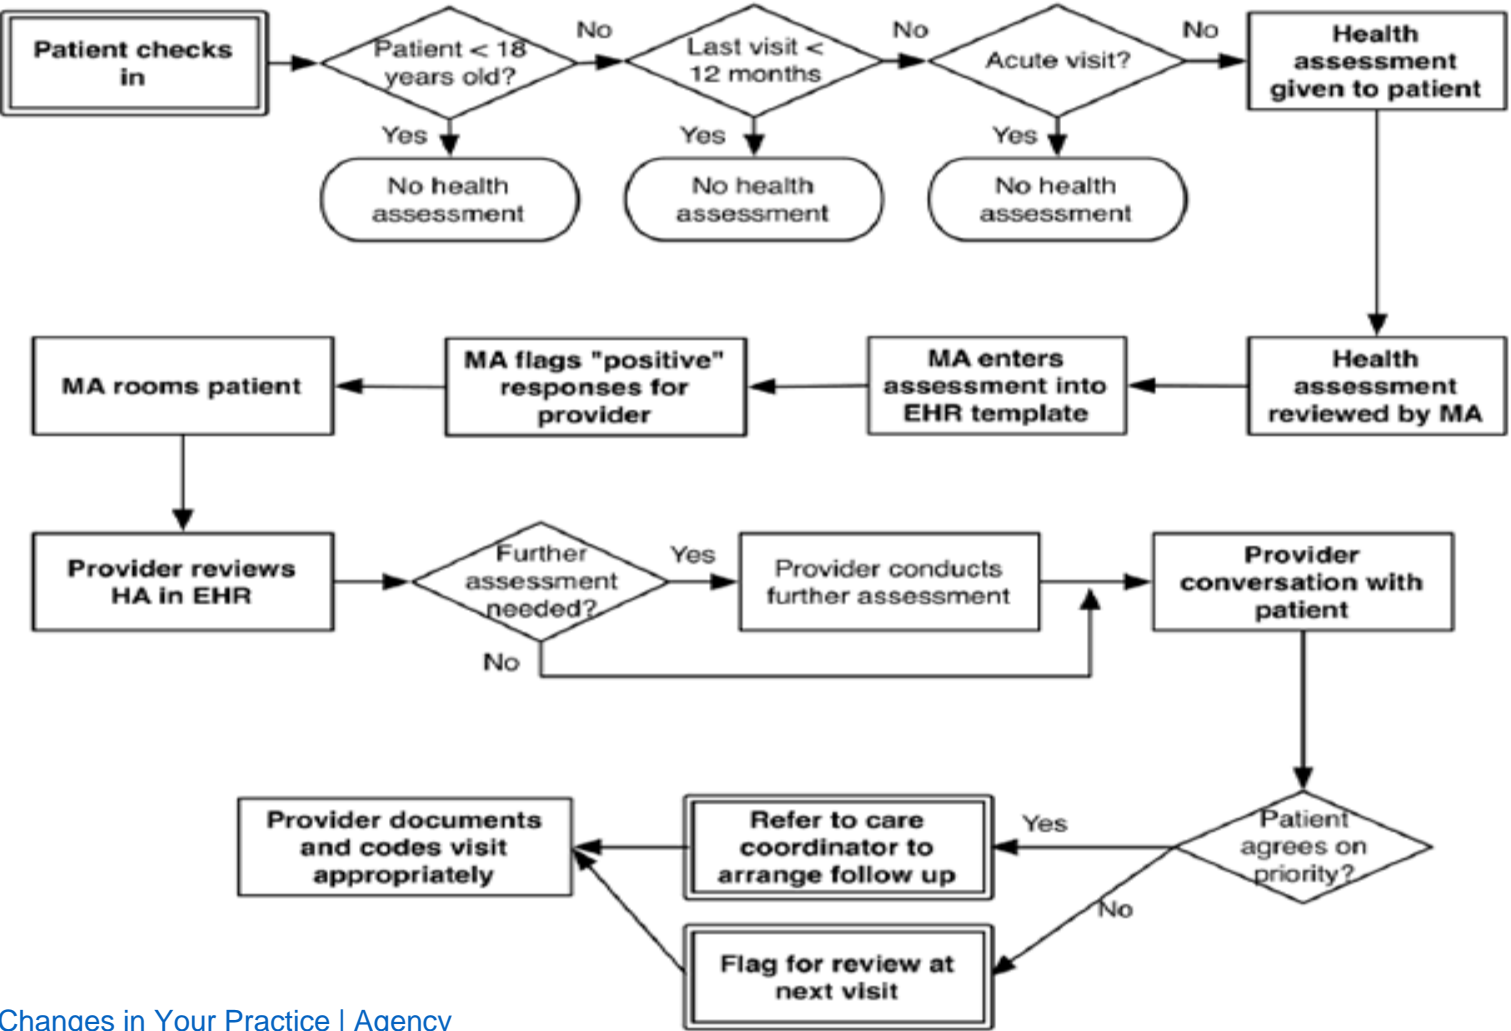 Patient checks
in
Patient < 18
years old?
No
Last visit <
12 months
No
Acute visit?
No
Health
assessment
given to patient
Yes
No health
assessment
Yes
No health
assessment
Yes
No health
assessment
MA rooms patient
MA flags "positive"
responses for
provider
MA enters
assessment into
EHR template
Health
assessment
reviewed by MA
Provider reviews
HA in EHR
Further
assessment
needed?
Yes
No
Provider conducts
further assessment
Provider
conversation with
patient
Provider documents
and codes visit
appropriately
Refer to care
coordinator to
arrange follow up
Yes
Patient
agrees on
priority?
No
Flag for review at
next visit
Changes in Your Practice | Agency